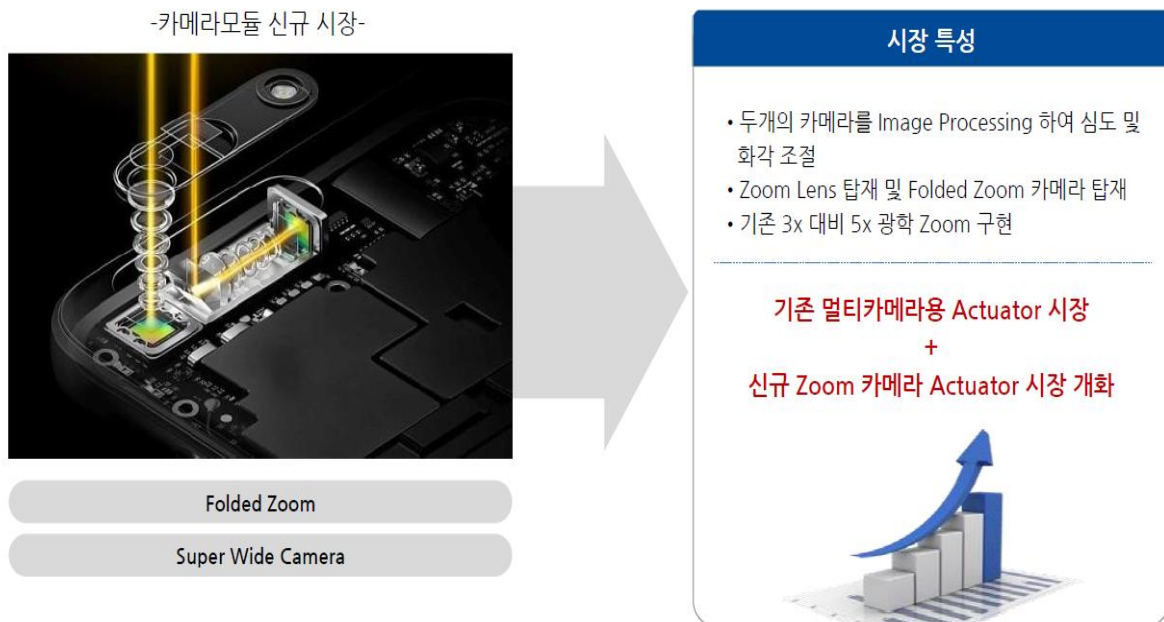 -카메라모듈 신규 시장-
Folded Zoom
Super Wide Camera
시장 특성
• 두개의 카메라를 Image Processing 하여 심도 및
화각 조절
• Zoom Lens 탑재 및 Folded Zoom 카메라 탑재
• 기존 3x 대비 5x 광학 Zoom 구현
기존 멀티카메라용 Actuator 시장
+
신규 Zoom 카메라 Actuator 시장 개화